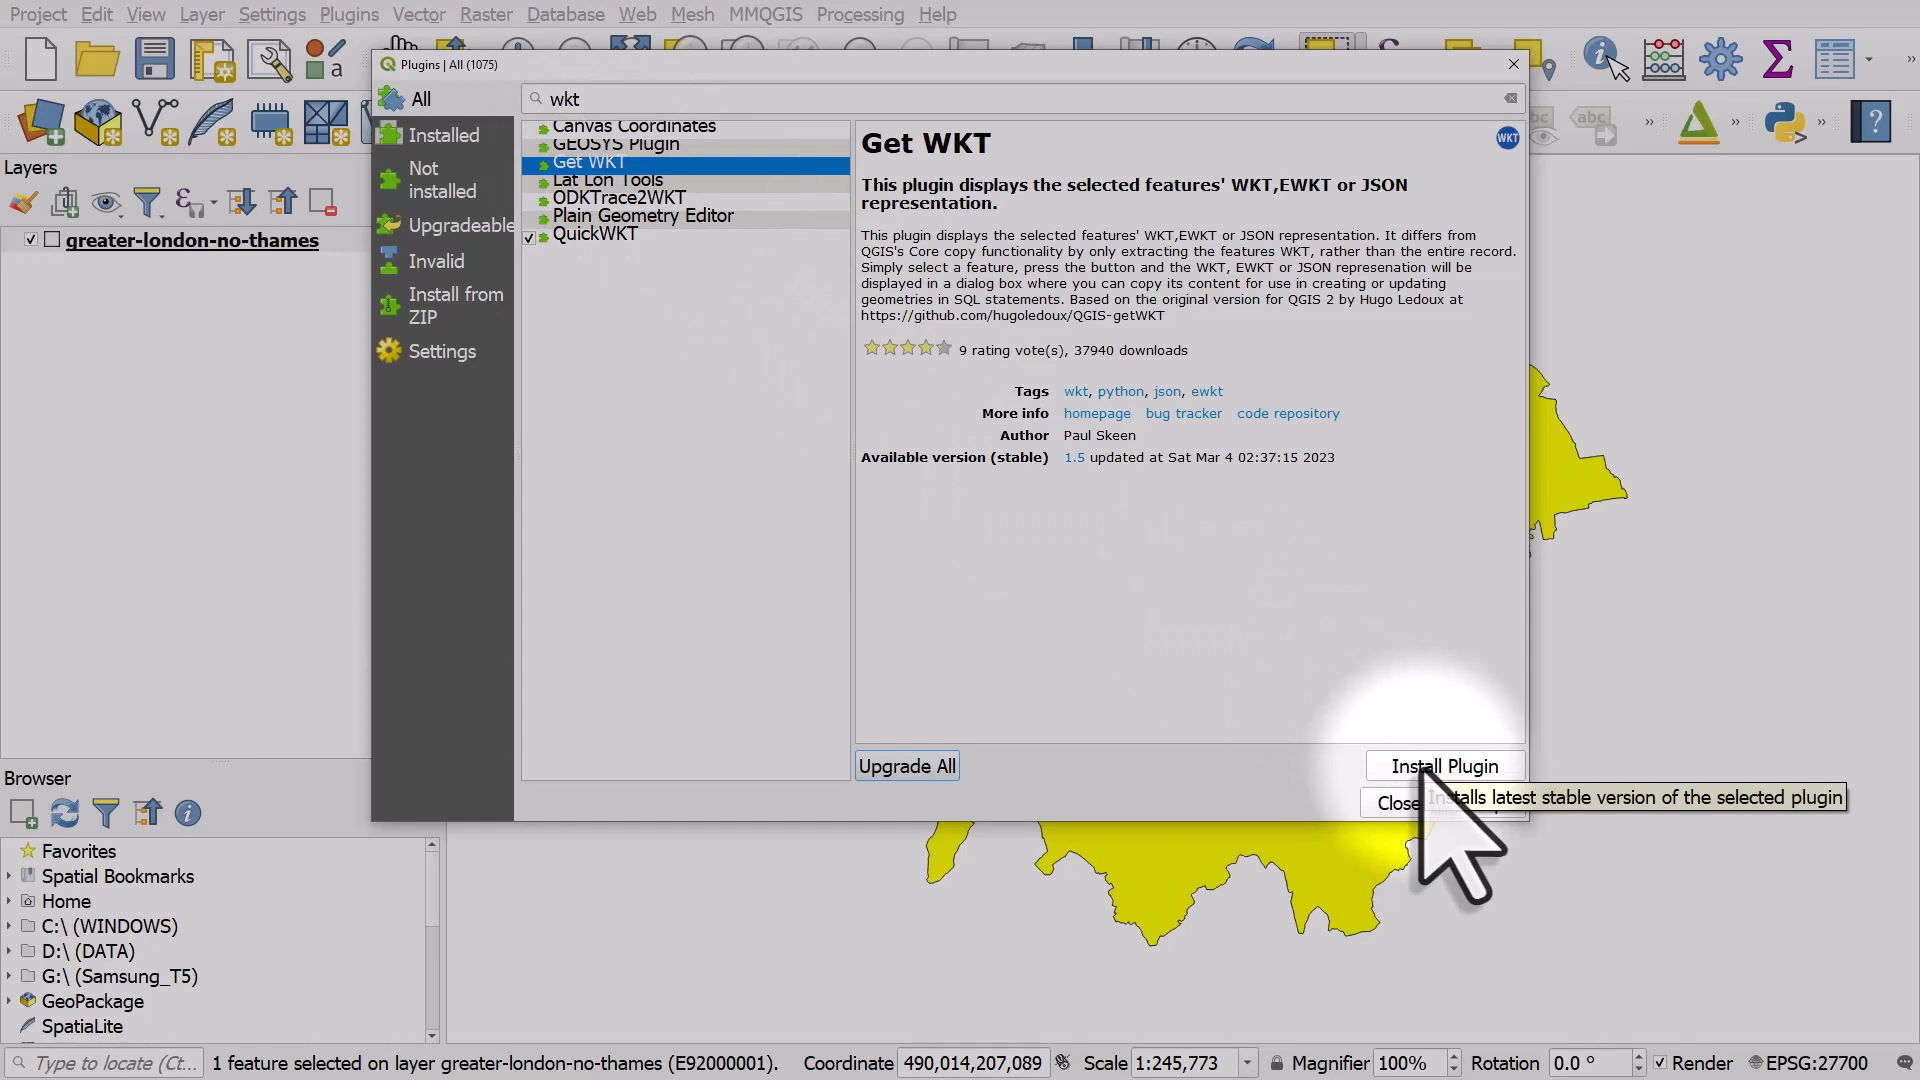 Project Edit View Layer Settings Plugins Vector Raster Database Web Mesh MMQGIS Processing Help
Plugins | All (1075)
All
wkt
Installed
Not
installed
Upgradeable
Invalid
Install from
ZIP
Settings
Canvas Coordinates
GEOSYS Plugin
Get WKT
Lat Lon Tools
ODKTrace2WKT
Plain Geometry Editor
QuickWKT
Get WKT
WKT
This plugin displays the selected features' WKT,EWKT or JSON
representation.
This plugin displays the selected features' WKT,EWKT or JSON representation. It differs from
QGIS's Core copy functionality by only extracting the features WKT, rather than the entire record.
Simply select a feature, press the button and the WKT, EWKT or JSON represenation will be
displayed in a dialog box where you can copy its content for use in creating or updating
geometries in SQL statements. Based on the original version for QGIS 2 by Hugo Ledoux at
https://github.com/hugoledoux/QGIS-getWKT
9 rating vote(s), 37940 downloads
Tags wkt, python, json, ewkt
More info homepage bug tracker code repository
Author Paul Skeen
Available version (stable) 1.5 updated at Sat Mar 4 02:37:15 2023
Upgrade All
Install Plugin
Close
Installs latest stable version of the selected plugin
a
abc
abc
Layers
greater-london-no-thames
Browser
Favorites
Spatial Bookmarks
Home
C:\ (WINDOWS)
D:\ (DATA)
G:\ (Samsung_T5)
GeoPackage
SpatiaLite
Type to locate (Ct...
1 feature selected on layer greater-london-no-thames (E92000001).
Coordinate 490,014,207,089
Scale 1:245,773
Magnifier 100%
Rotation 0.0 °
Render
EPSG:27700